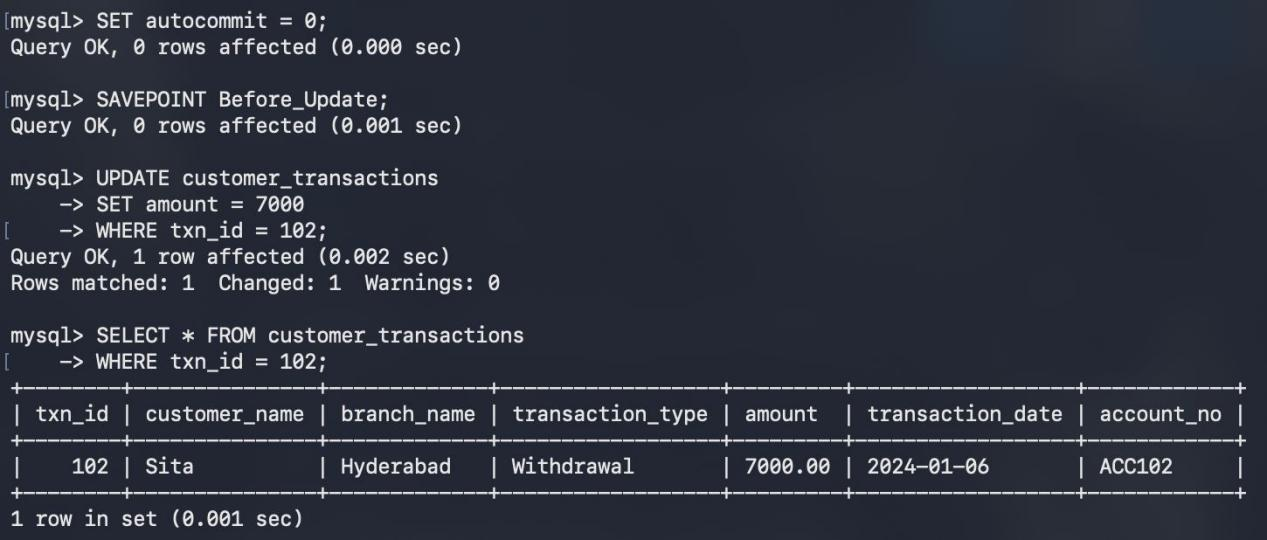 [mysql> SET autocommit = 0;
Query OK, 0 rows affected (0.000 sec)
[mysql> SAVEPOINT Before_Update;
Query OK, 0 rows affected (0.001 sec)
mysql> UPDATE customer_transactions
    -> SET amount = 7000
[    -> WHERE txn_id = 102;
Query OK, 1 row affected (0.002 sec)
Rows matched: 1  Changed: 1  Warnings: 0
mysql> SELECT * FROM customer_transactions
[    -> WHERE txn_id = 102;
+--------+---------------+-------------+------------------+---------+------------------+------------+
| txn_id | customer_name | branch_name | transaction_type | amount  | transaction_date | account_no |
+--------+---------------+-------------+------------------+---------+------------------+------------+
|    102 | Sita          | Hyderabad   | Withdrawal       | 7000.00 | 2024-01-06       | ACC102     |
+--------+---------------+-------------+------------------+---------+------------------+------------+
1 row in set (0.001 sec)